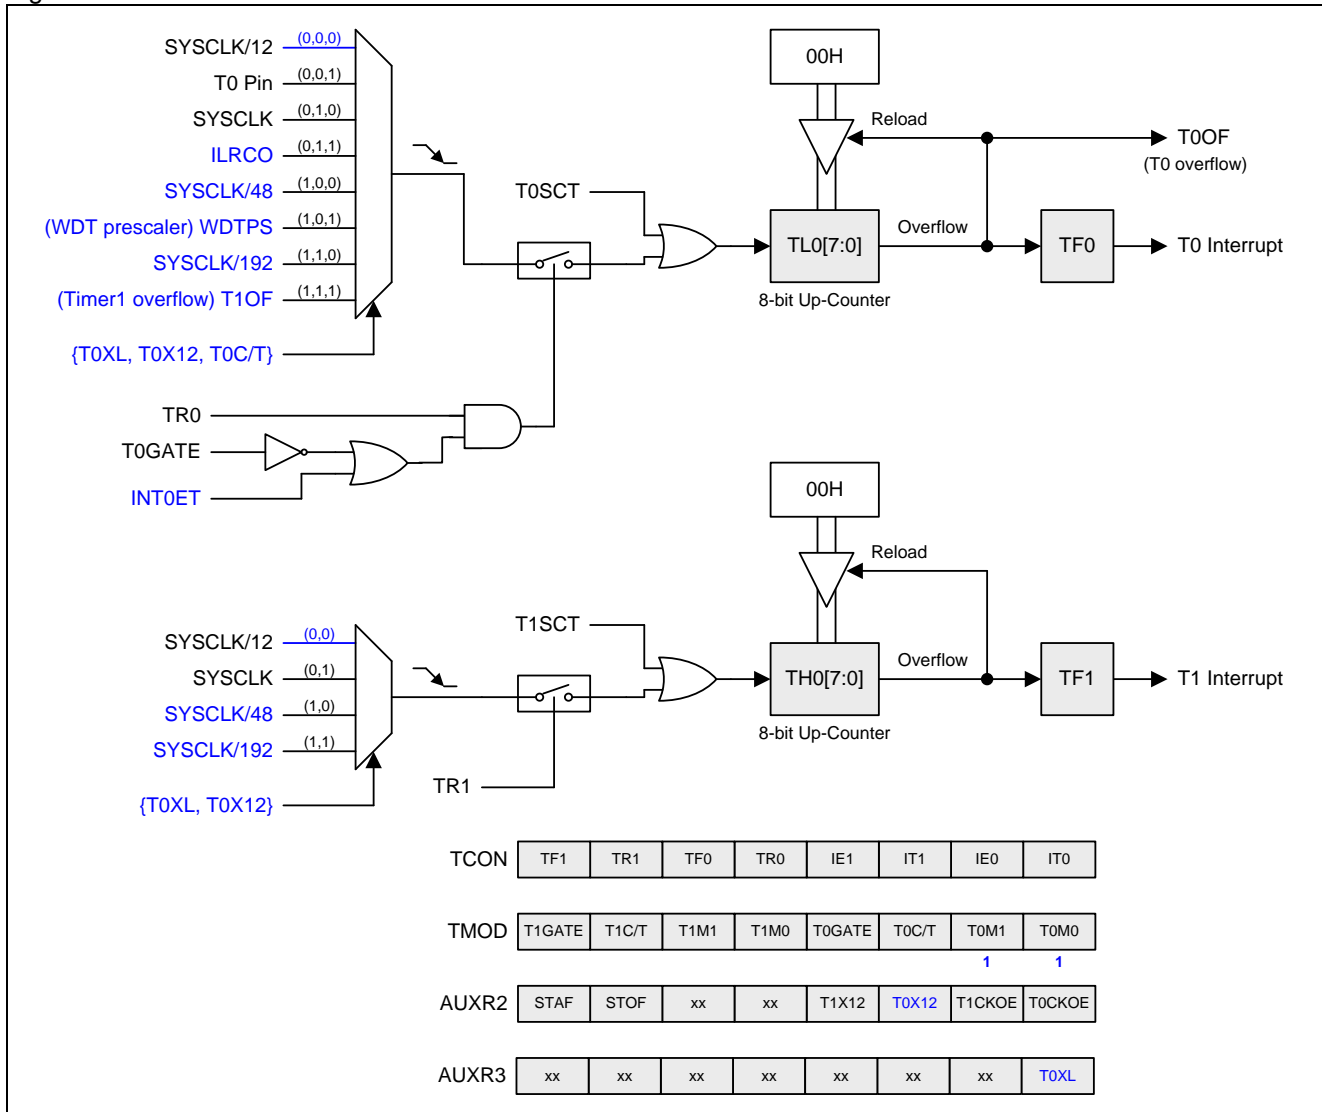 SYSCLK/12 (0,0,0)
T0 Pin (0,0,1)
SYSCLK (0,1,0)
ILRCO (0,1,1)
SYSCLK/48 (1,0,0)
(WDT prescaler) WDTPS (1,0,1)
SYSCLK/192 (1,1,0)
(Timer1 overflow) T1OF (1,1,1)
{T0XL, T0X12, T0C/T}
TR0
T0GATE
INT0ET
T0SCT
00H
Reload
TL0[7:0]
8-bit Up-Counter
Overflow
T0OF
(T0 overflow)
TF0
T0 Interrupt
SYSCLK/12 (0,0)
SYSCLK (0,1)
SYSCLK/48 (1,0)
SYSCLK/192 (1,1)
{T0XL, T0X12}
TR1
T1SCT
00H
Reload
TH0[7:0]
8-bit Up-Counter
Overflow
TF1
T1 Interrupt
TCON TF1 TR1 TF0 TR0 IE1 IT1 IE0 IT0
TMOD T1GATE T1C/T T1M1 T1M0 T0GATE T0C/T T0M1 T0M0
1 1
AUXR2 STAF STOF xx xx T1X12 T0X12 T1CKOE T0CKOE
AUXR3 xx xx xx xx xx xx xx T0XL